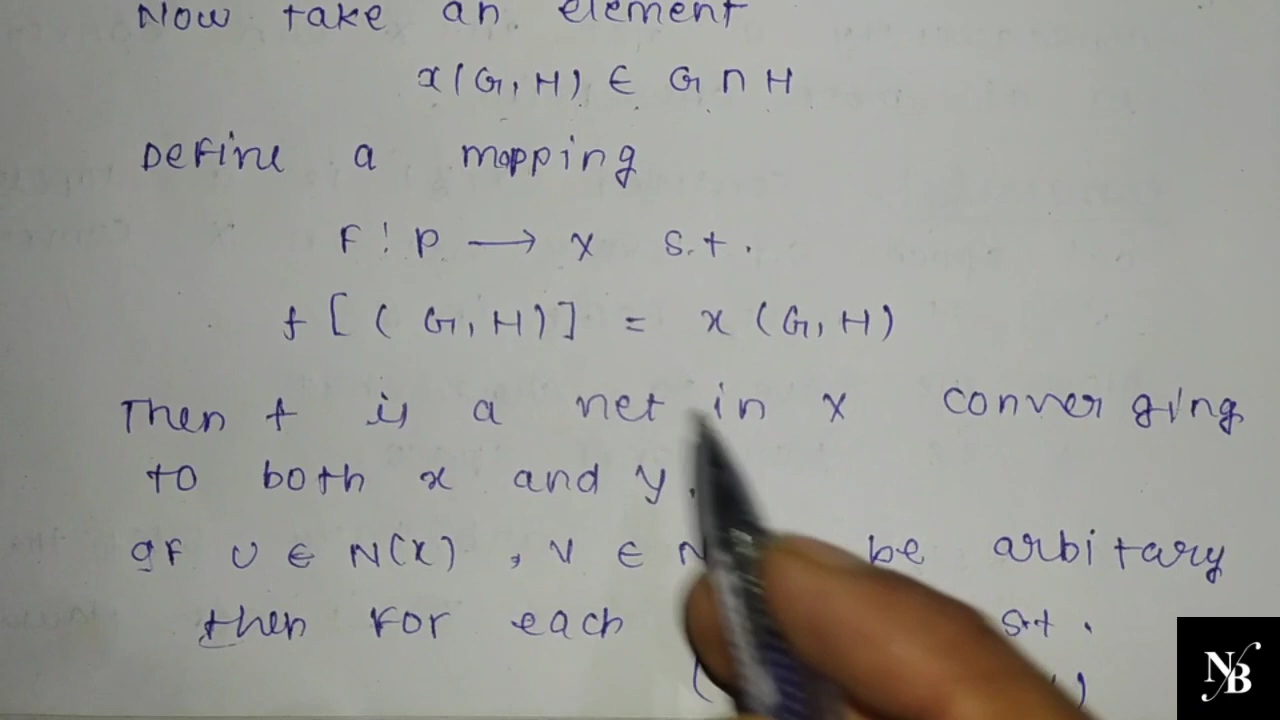 Now take an element
x(G, H) ∈ G ∩ H
Define a mapping
F : P → X s.t.
f [( G, H)] = x (G, H)
Then f is a net in X converging
to both x and y.
If U ∈ N(x), V ∈ N be arbitary
then for each s.t.
NB